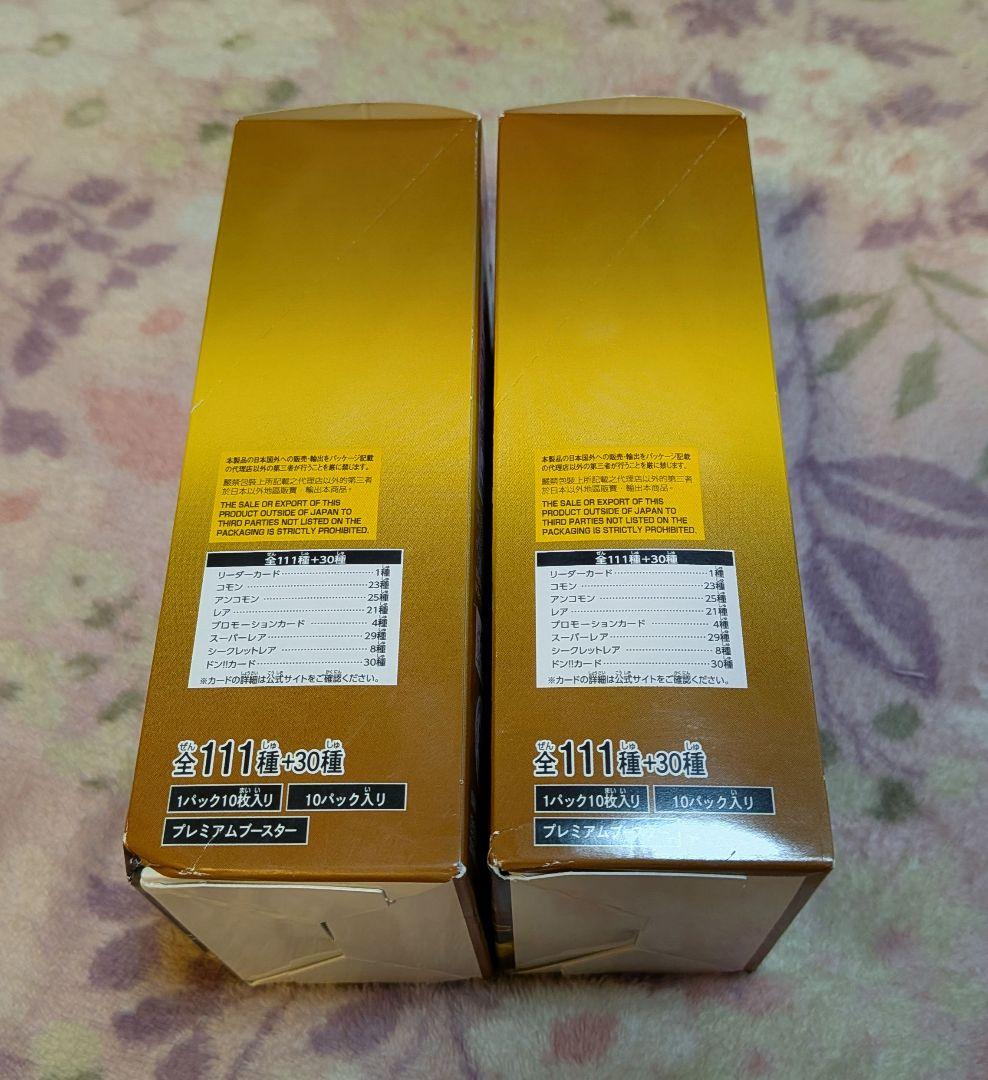 本製品の日本国外への販売・輸出をパッケージ記載
の代理店以外の第三者が行うことを厳に禁じます。
嚴禁包裝上所記載之代理店以外的第三者
於日本以外地區販賣、輸出本商品。
THE SALE OR EXPORT OF THIS
PRODUCT OUTSIDE OF JAPAN TO
THIRD PARTIES NOT LISTED ON THE
PACKAGING IS STRICTLY PROHIBITED.
全111種+30種
リーダーカード 1種
コモン 23種
アンコモン 25種
レア 21種
プロモーションカード 4種
スーパーレア 29種
シークレットレア 8種
ドン!!カード 30種
※カードの詳細は公式サイトをご確認ください。
全111種+30種
1パック10枚入り 10パック入り
プレミアムブースター
本製品の日本国外への販売・輸出をパッケージ記載
の代理店以外の第三者が行うことを厳に禁じます。
嚴禁包裝上所記載之代理店以外的第三者
於日本以外地區販賣、輸出本商品。
THE SALE OR EXPORT OF THIS
PRODUCT OUTSIDE OF JAPAN TO
THIRD PARTIES NOT LISTED ON THE
PACKAGING IS STRICTLY PROHIBITED.
全111種+30種
リーダーカード 1種
コモン 23種
アンコモン 25種
レア 21種
プロモーションカード 4種
スーパーレア 29種
シークレットレア 8種
ドン!!カード 30種
※カードの詳細は公式サイトをご確認ください。
全111種+30種
1パック10枚入り 10パック入り
プレミアムブースター